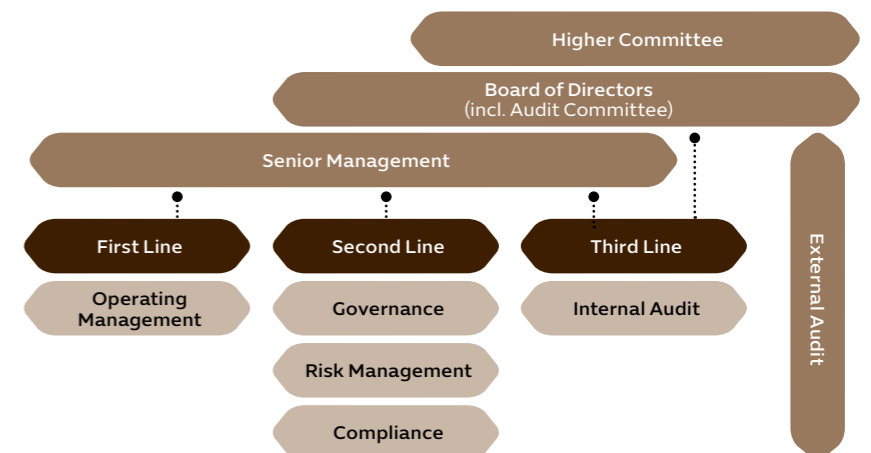 Higher Committee
Board of Directors
(incl. Audit Committee)
Senior Management
First Line
Second Line
Third Line
Operating
Management
Governance
Internal Audit
Risk Management
Compliance
External Audit